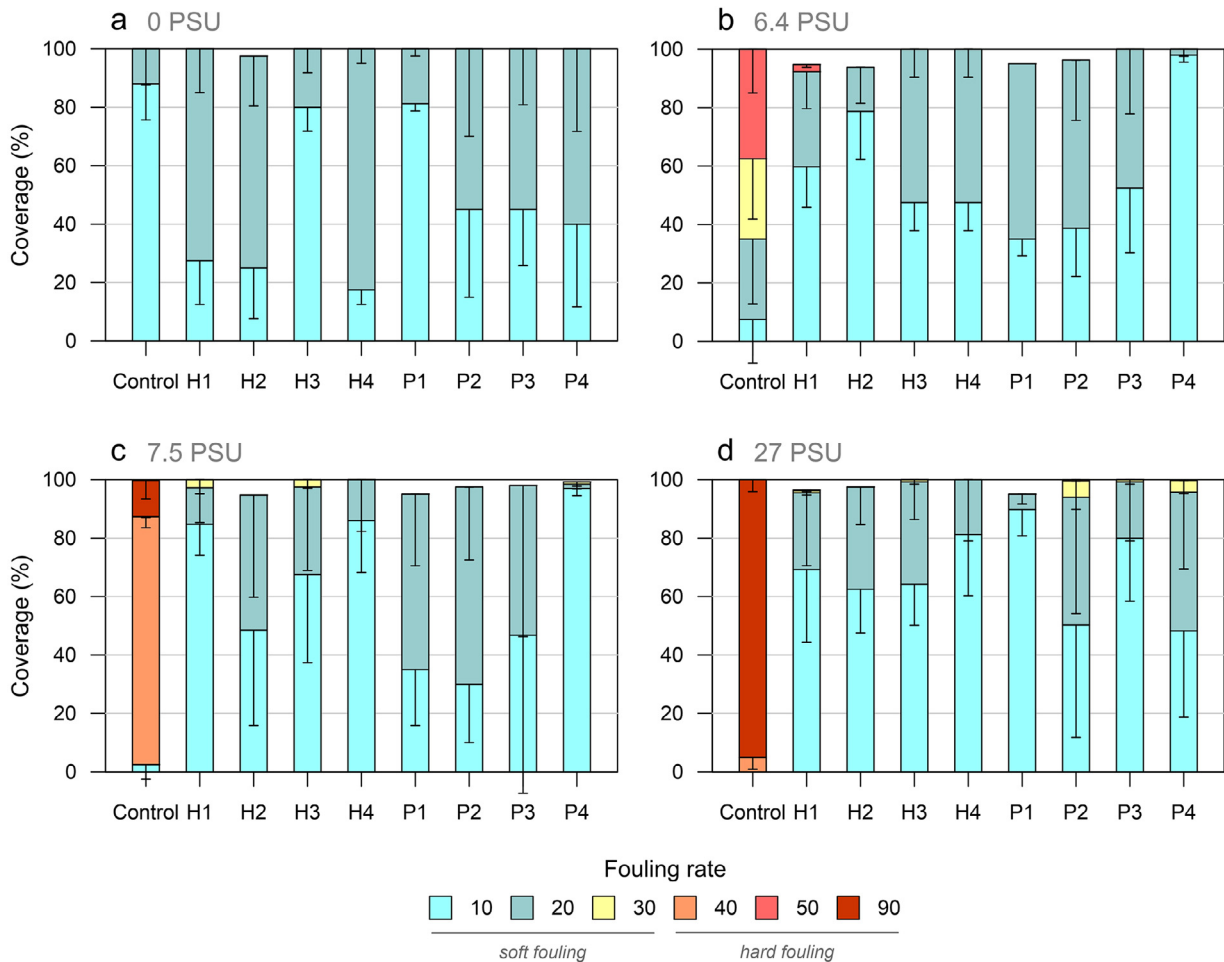 a 0 PSU
100
80
60
40
20
0
Coverage (%)
Control H1 H2 H3 H4 P1 P2 P3 P4
b 6.4 PSU
100
80
60
40
20
0
Control H1 H2 H3 H4 P1 P2 P3 P4
c 7.5 PSU
100
80
60
40
20
0
Coverage (%)
Control H1 H2 H3 H4 P1 P2 P3 P4
d 27 PSU
100
80
60
40
20
0
Control H1 H2 H3 H4 P1 P2 P3 P4
Fouling rate
10 20 30 40 50 90
soft fouling hard fouling